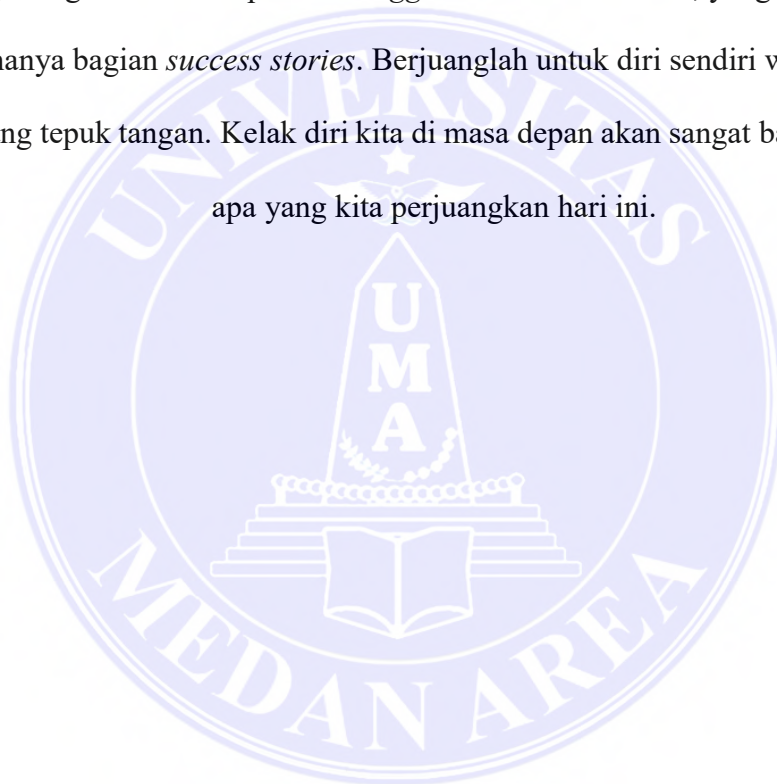 hanya bagian success stories. Berjuanglah untuk diri sendiri
ng tepuk tangan. Kelak diri kita di masa depan akan sangat
apa yang kita perjuangkan hari ini.
UNIVERSITAS
UMA
MEDAN AREA